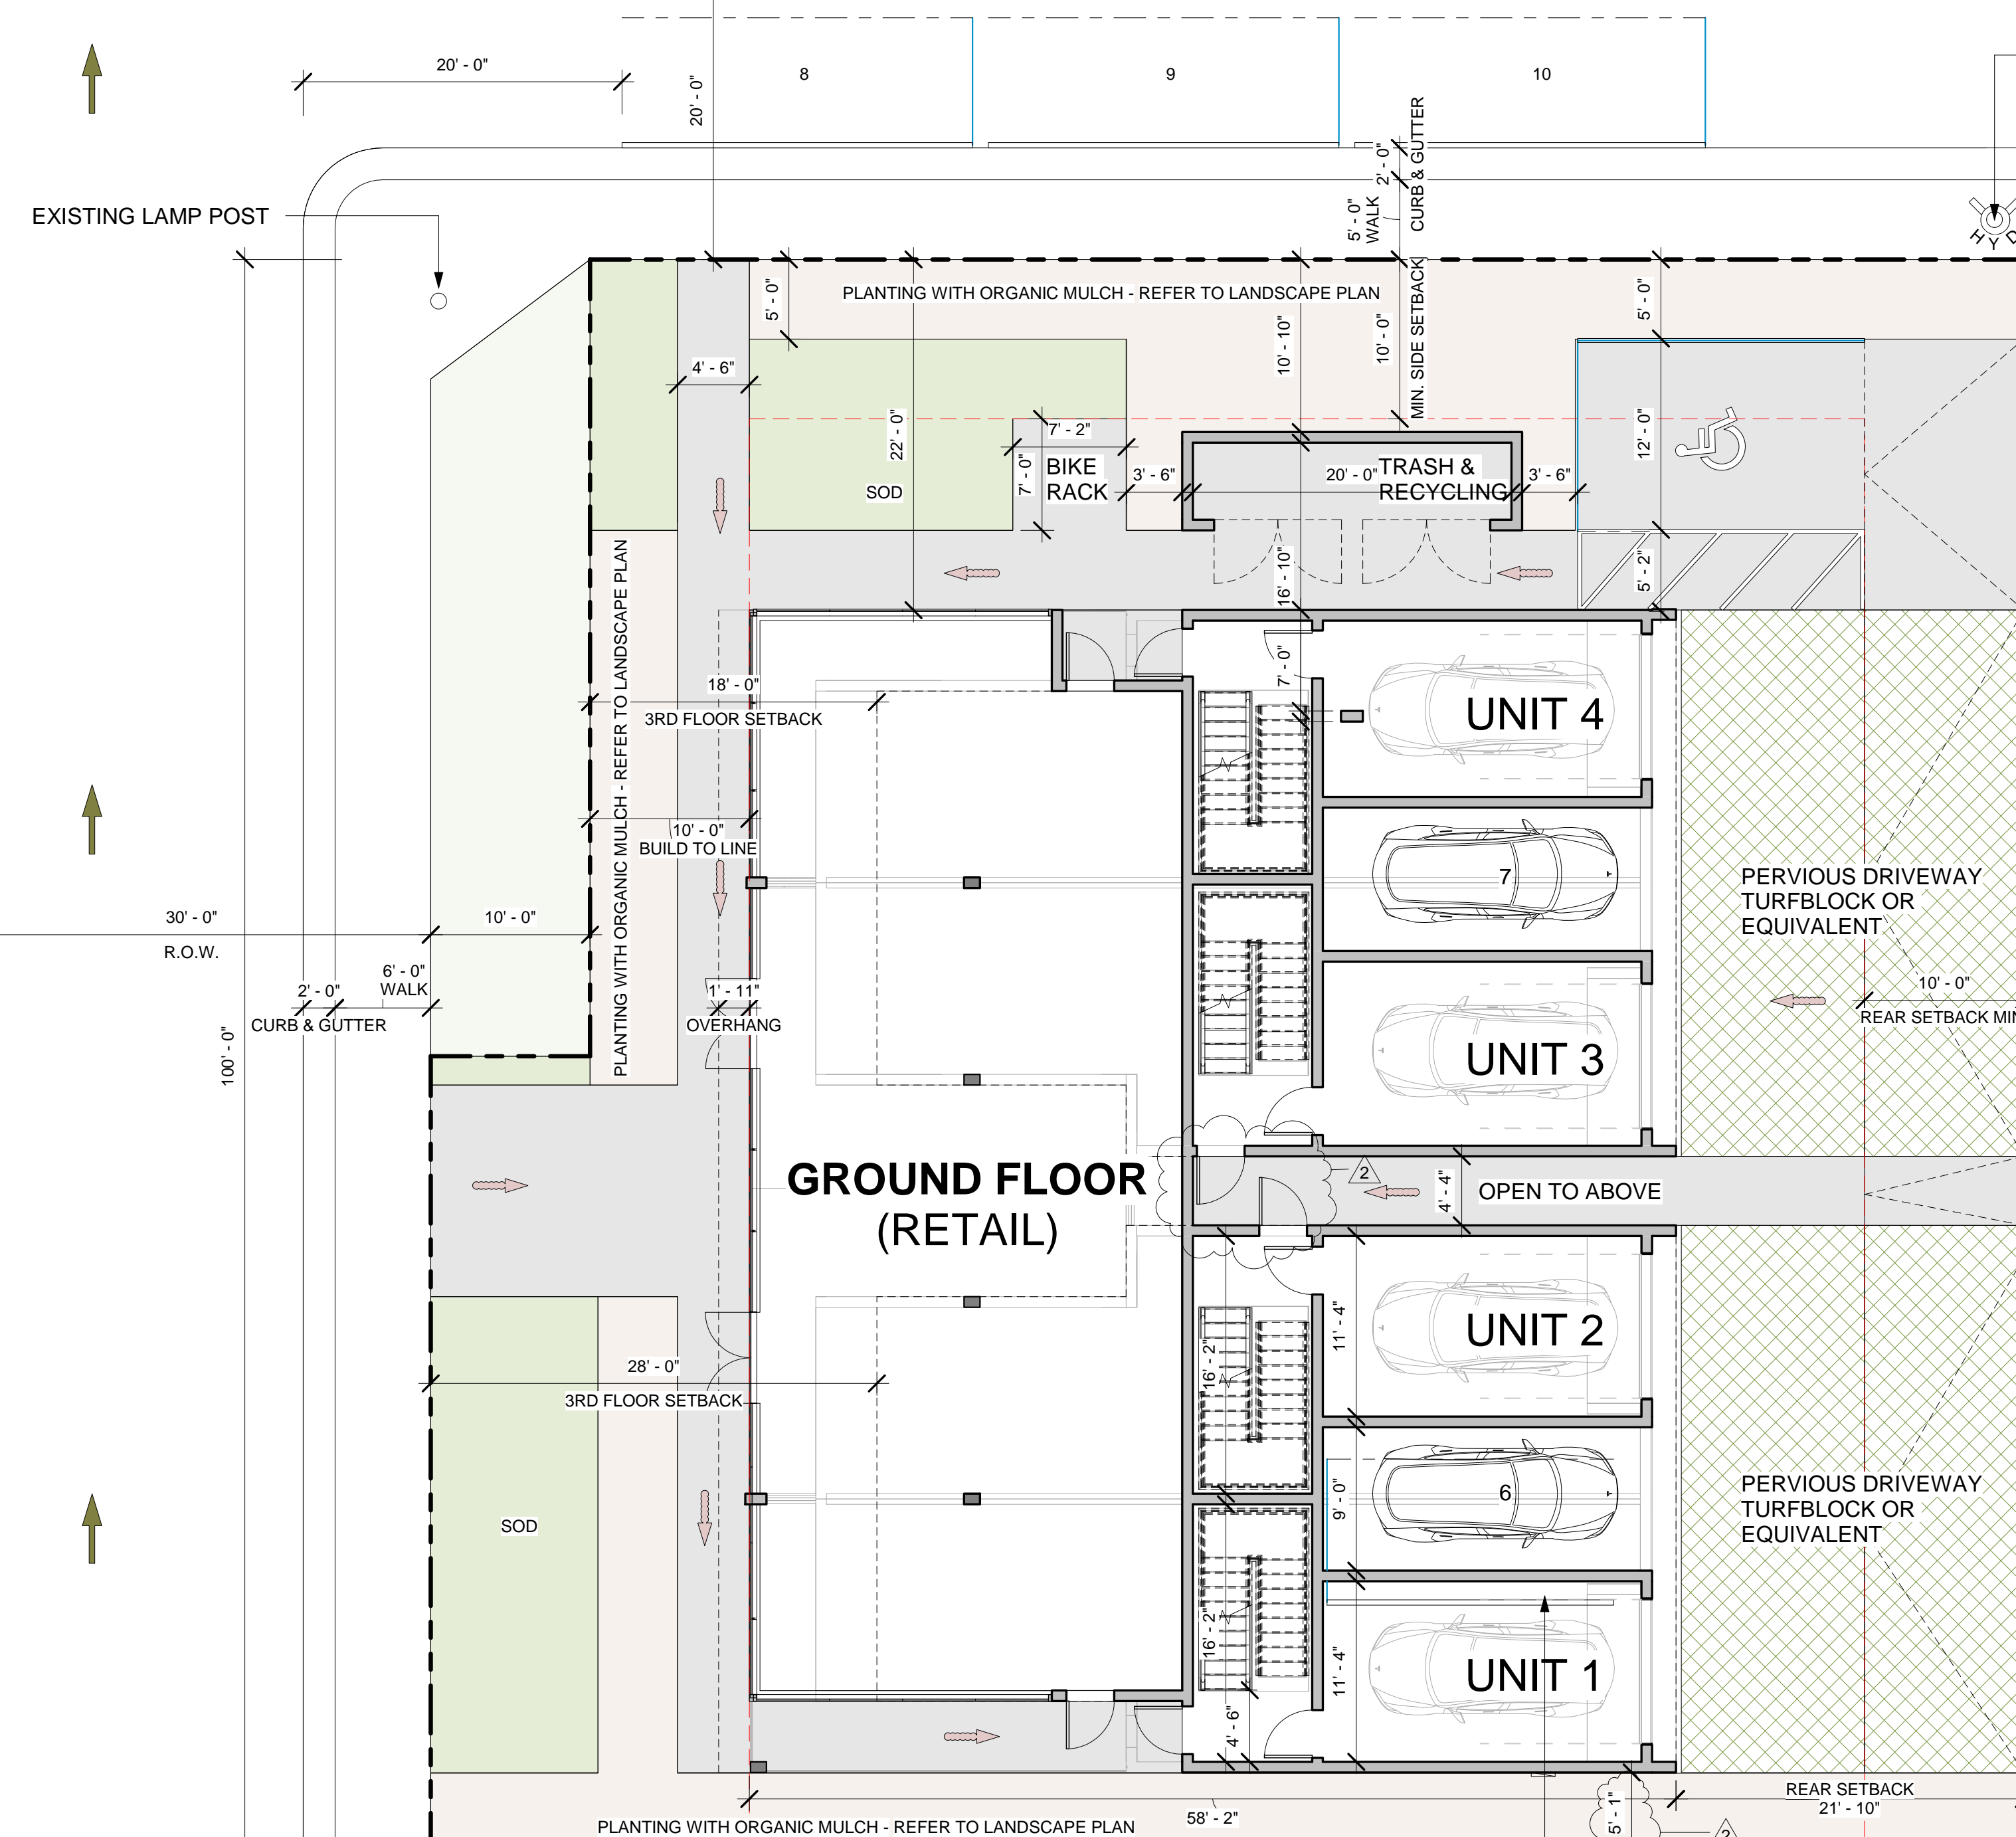 20' - 0"
20' - 0"
8
9
10
2' - 0"
CURB & GUTTER
5' - 0"
WALK
EXISTING LAMP POST
HYD
5' - 0"
PLANTING WITH ORGANIC MULCH - REFER TO LANDSCAPE PLAN
10' - 10"
10' - 0"
MIN. SIDE SETBACK
5' - 0"
4' - 6"
22' - 0"
7' - 2"
7' - 0"
BIKE
RACK
3' - 6"
20' - 0"
TRASH &
RECYCLING
3' - 6"
12' - 0"
SOD
16' - 10"
5' - 2"
PLANTING WITH ORGANIC MULCH - REFER TO LANDSCAPE PLAN
18' - 0"
3RD FLOOR SETBACK
7' - 0"
UNIT 4
10' - 0"
BUILD TO LINE
7
PERVIOUS DRIVEWAY
TURFBLOCK OR
EQUIVALENT
30' - 0"
R.O.W.
10' - 0"
6' - 0"
WALK
2' - 0"
CURB & GUTTER
1' - 11"
OVERHANG
10' - 0"
REAR SETBACK MIN
100' - 0"
UNIT 3
GROUND FLOOR
(RETAIL)
2
4' - 4"
OPEN TO ABOVE
28' - 0"
3RD FLOOR SETBACK
16' - 2"
11' - 4"
UNIT 2
SOD
9' - 0"
6
PERVIOUS DRIVEWAY
TURFBLOCK OR
EQUIVALENT
16' - 2"
11' - 4"
UNIT 1
4' - 6"
58' - 2"
5' - 1"
REAR SETBACK
21' - 10"
PLANTING WITH ORGANIC MULCH - REFER TO LANDSCAPE PLAN
2